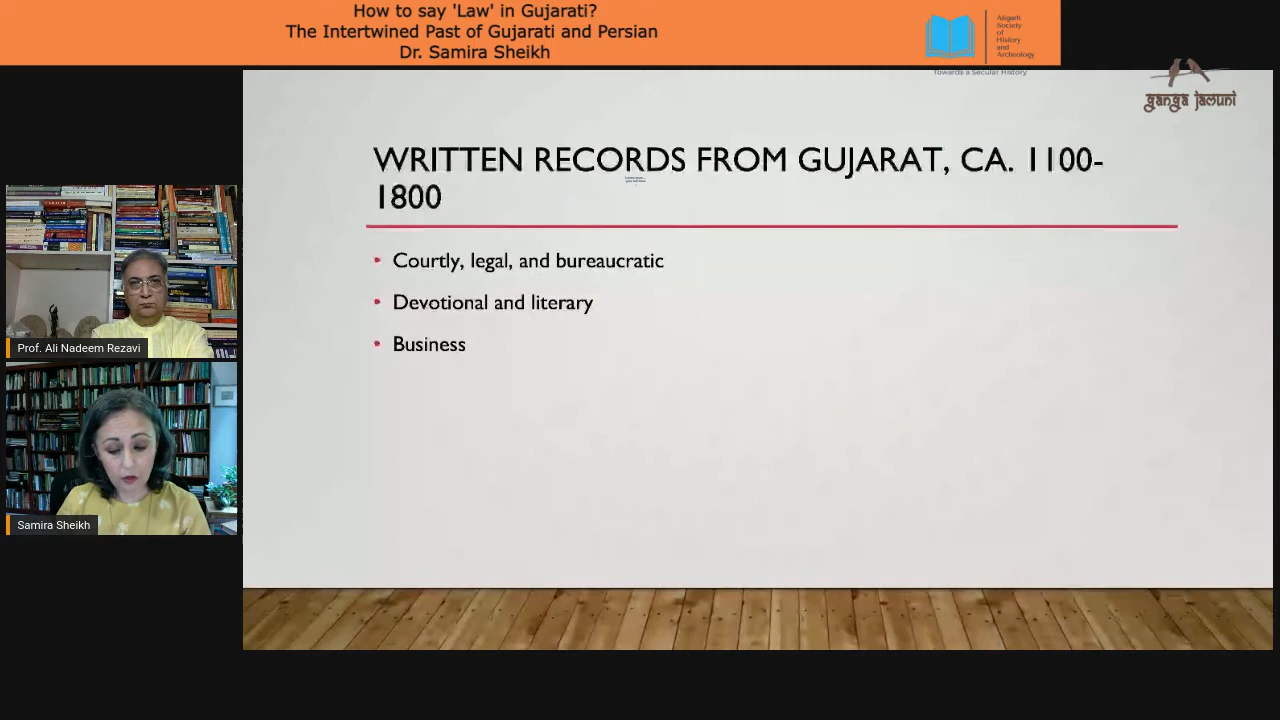 How to say 'Law' in Gujarati?
The Intertwined Past of Gujarati and Persian
Dr. Samira Sheikh
Aligarh
Society
of
History
and
Archeology
Towards a Secular History
ganga jamuni
WRITTEN RECORDS FROM GUJARAT, CA. 1100-
1800
• Courtly, legal, and bureaucratic
• Devotional and literary
• Business
Prof. Ali Nadeem Rezavi
Samira Sheikh